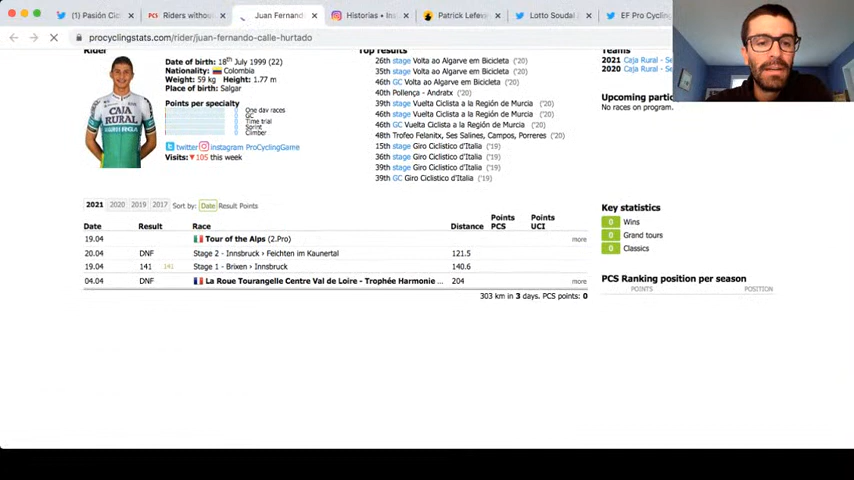 (1) Pasión Cicl
PCS Riders withou
Juan Fernando
Historias • Ins
Patrick Lefeve
Lotto Soudal
EF Pro Cycling
procyclingstats.com/rider/juan-fernando-calle-hurtado
Rider
Date of birth: 18th July 1999 (22)
Nationality: Colombia
Weight: 59 kg Height: 1.77 m
Place of birth: Salgar
Points per specialty
0 One day races
0 GC
0 Time trial
0 Sprint
0 Climber
twitter instagram ProCyclingGame
Visits: ▼105 this week
CAJA
RURAL
Top results
26th stage Volta ao Algarve em Bicicleta ('20)
35th stage Volta ao Algarve em Bicicleta ('20)
46th GC Volta ao Algarve em Bicicleta ('20)
40th Pollença - Andratx ('20)
39th stage Vuelta Ciclista a la Región de Murcia ('20)
46th stage Vuelta Ciclista a la Región de Murcia ('20)
46th GC Vuelta Ciclista a la Región de Murcia ('20)
48th Trofeo Felanitx, Ses Salines, Campos, Porreres ('20)
15th stage Giro Ciclistico d'Italia ('19)
36th stage Giro Ciclistico d'Italia ('19)
39th stage Giro Ciclistico d'Italia ('19)
39th GC Giro Ciclistico d'Italia ('19)
Teams
2021 Caja Rural - Se
2020 Caja Rural - Se
Upcoming partic
No races on program.
2021 2020 2019 2017 Sort by: Date Result Points
Date Result Race Distance Points PCS Points UCI
19.04 Tour of the Alps (2.Pro) more
20.04 DNF Stage 2 - Innsbruck › Feichten im Kaunertal 121.5
19.04 141 141 Stage 1 - Brixen › Innsbruck 140.6
04.04 DNF La Roue Tourangelle Centre Val de Loire - Trophée Harmonie ... 204 more
303 km in 3 days. PCS points: 0
Key statistics
0 Wins
0 Grand tours
0 Classics
PCS Ranking position per season
POINTS POSITION